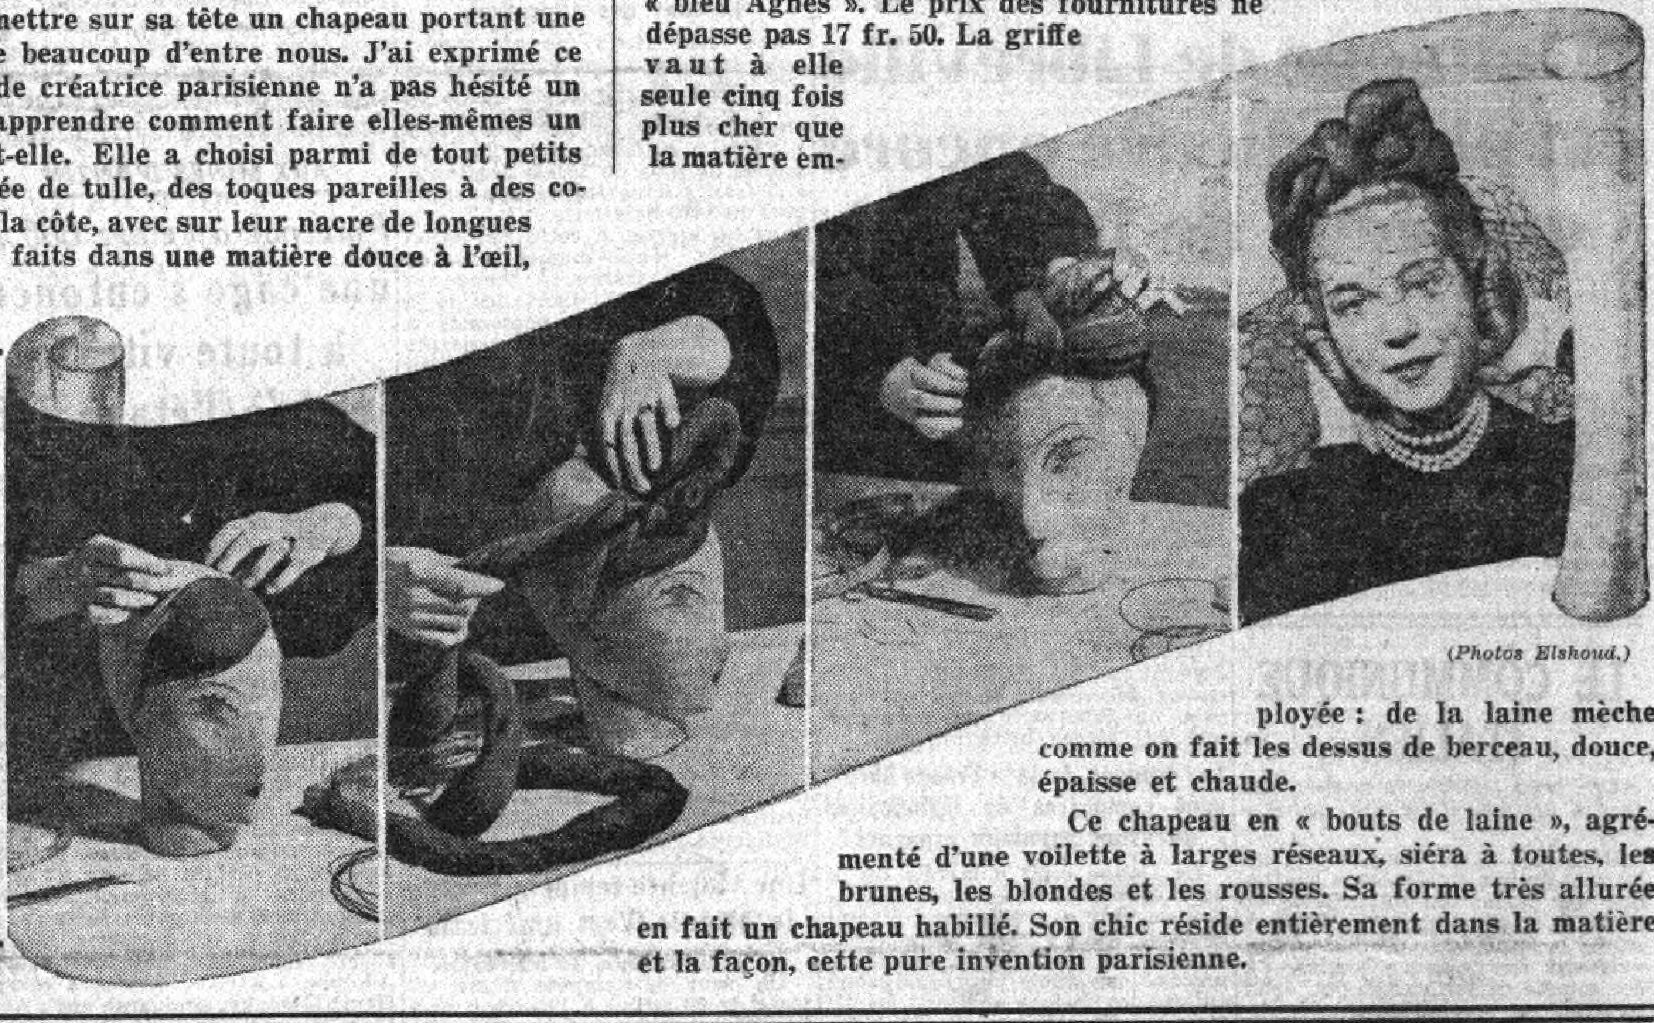 mettre sur sa tête un chapeau portant une
beaucoup d'entre nous. J'ai exprimé ce
de créatrice parisienne n'a pas hésité un
apprendre comment faire elles-mêmes un
t-elle. Elle a choisi parmi de tout petits
ée de tulle, des toques pareilles à des co-
la côte, avec sur leur nacre de longues
faits dans une matière douce à l'œil,
« bleu Agnès ». Le prix des fournitures ne
dépasse pas 17 fr. 50. La griffe
vaut à elle
seule cinq fois
plus cher que
la matière em-
(Photos Elshoud.)
ployée : de la laine mèche
comme on fait les dessus de berceau, douce,
épaisse et chaude.
Ce chapeau en « bouts de laine », agré-
menté d'une voilette à larges réseaux, siéra à toutes, les
brunes, les blondes et les rousses. Sa forme très allurée
en fait un chapeau habillé. Son chic réside entièrement dans la matière
et la façon, cette pure invention parisienne.